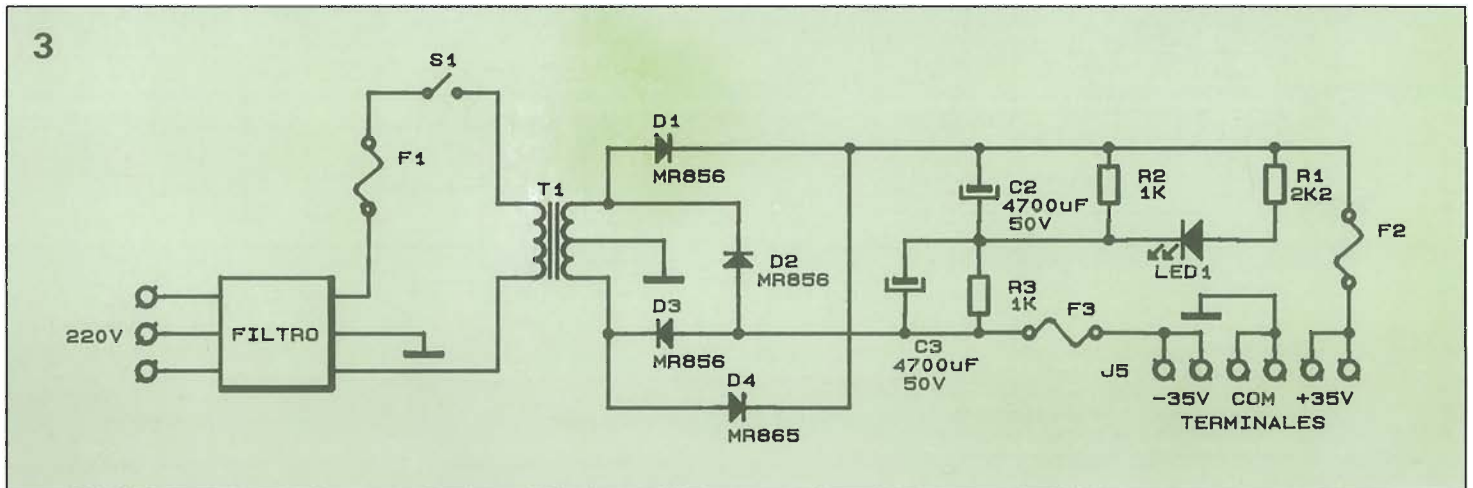 3
S1
F1
D1
MR856
T1
D2
MR856
D3
MR856
D4
MR865
220V
FILTRO
C2
4700uF
50V
R2
1K
R1
2K2
LED1
F2
R3
1K
F3
C3
4700uF
50V
J5
-35V COM +35V
TERMINALES